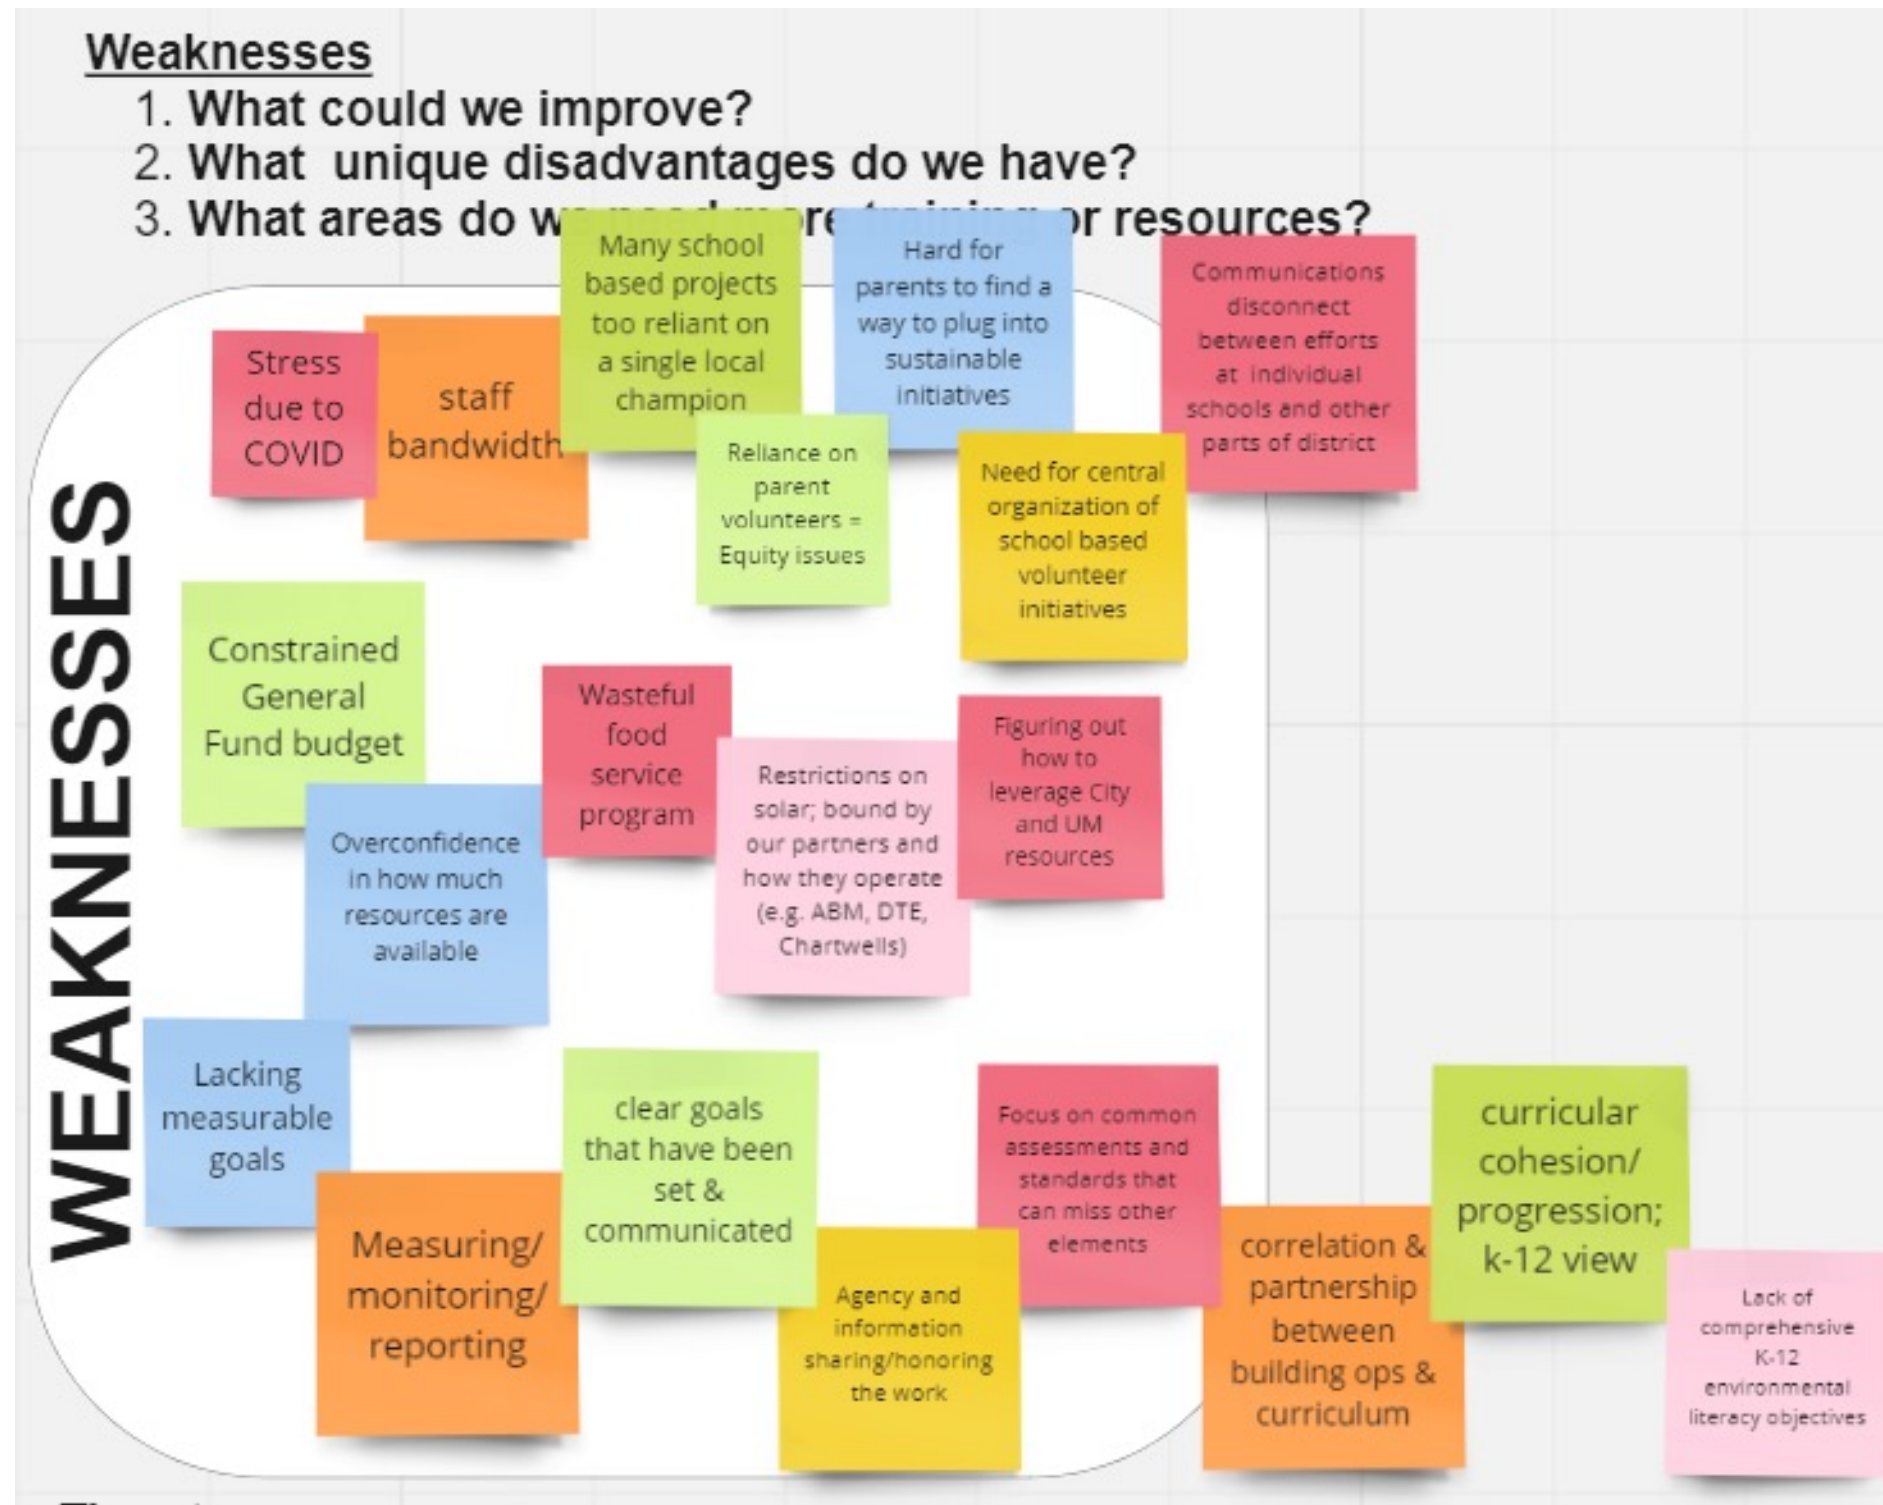 Weaknesses
1. What could we improve?
2. What unique disadvantages do we have?
3. What areas do we need more training or resources?
WEAKNESSES
Stress
due to
COVID
staff
bandwidth
Many school
based projects
too reliant on
a single local
champion
Hard for
parents to find a
way to plug into
sustainable
initiatives
Communications
disconnect
between efforts
at individual
schools and other
parts of district
Reliance on
parent
volunteers =
Equity issues
Need for central
organization of
school based
volunteer
initiatives
Constrained
General
Fund budget
Overconfidence
in how much
resources are
available
Wasteful
food
service
program
Restrictions on
solar; bound by
our partners and
how they operate
(e.g. ABM, DTE,
Chartwells)
Figuring out
how to
leverage City
and UM
resources
Lacking
measurable
goals
Measuring/
monitoring/
reporting
clear goals
that have been
set &
communicated
Agency and
information
sharing/honoring
the work
Focus on common
assessments and
standards that
can miss other
elements
correlation &
partnership
between
building ops &
curriculum
curricular
cohesion/
progression;
k-12 view
Lack of
comprehensive
K-12
environmental
literacy objectives